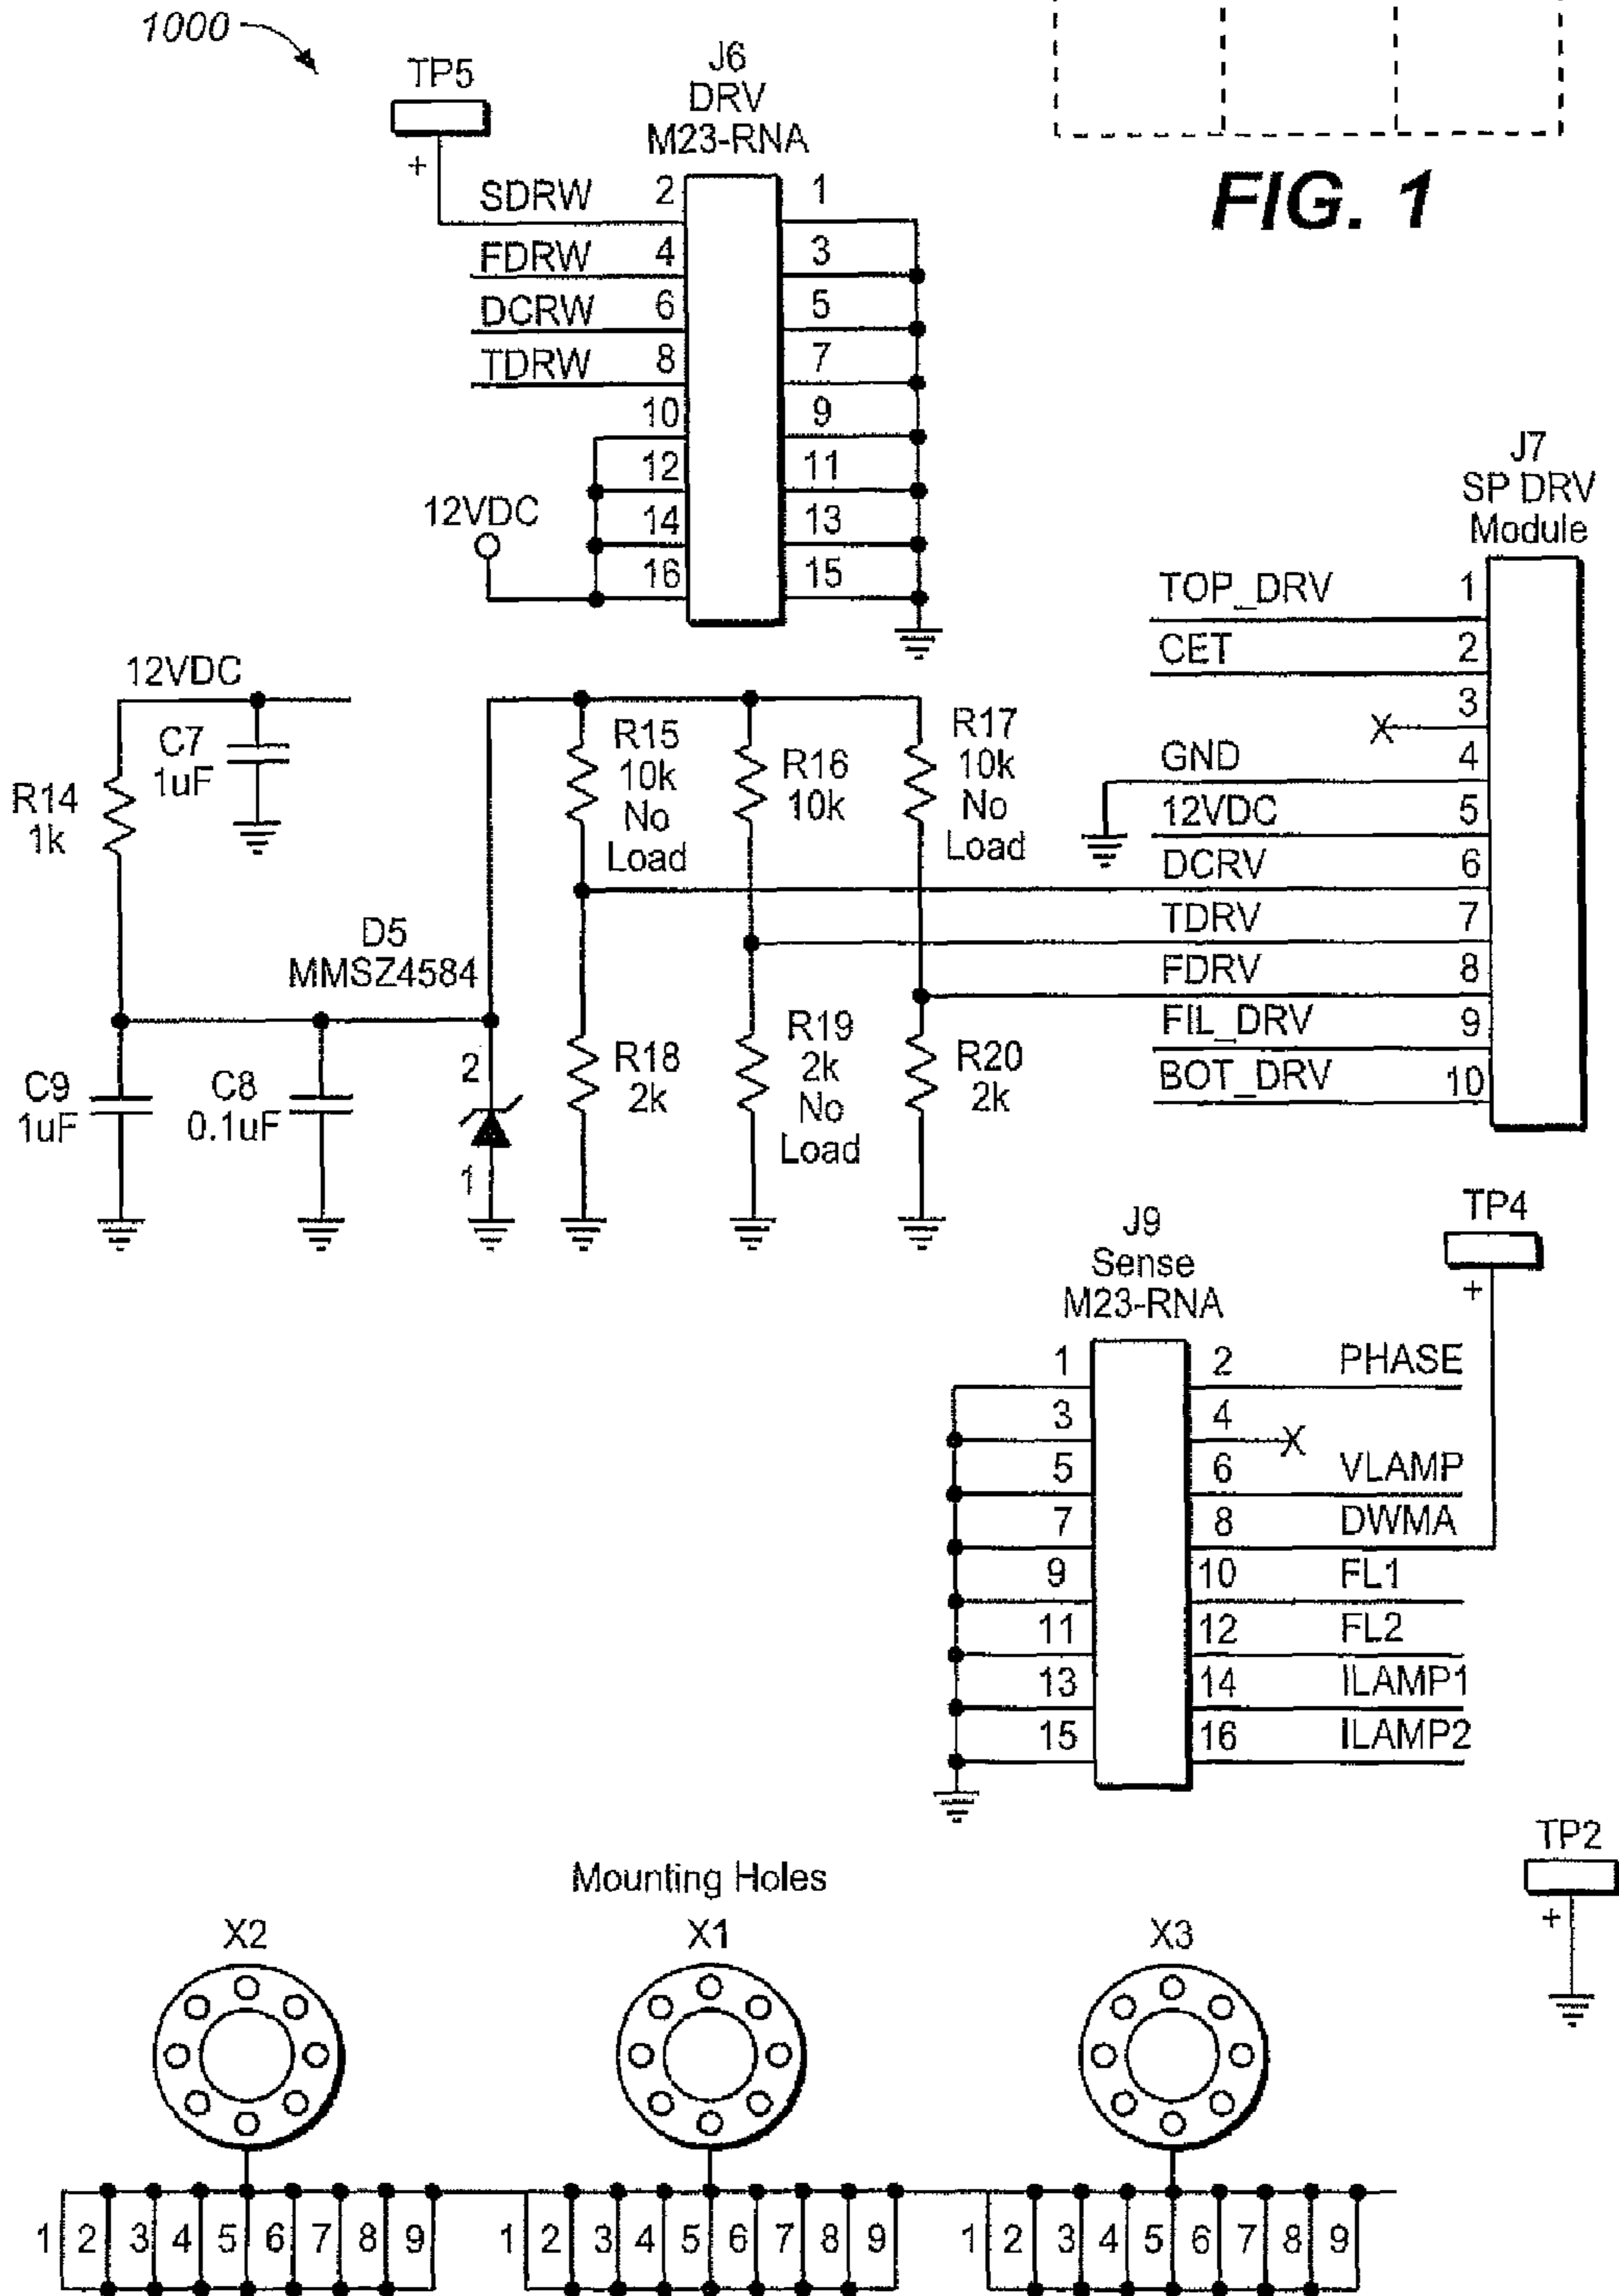 1000
TP5
+
J6
DRV
M23-RNA
FIG. 1
SDRW 2 1
FDRW 4 3
DCRW 6 5
TDRW 8 7
10 9
12 11
12VDC 14 13
16 15
J7
SP DRV
Module
TOP_DRV 1
CET 2
3
X
GND 4
12VDC 5
DCRV 6
TDRV 7
FDRV 8
FIL_DRV 9
BOT_DRV 10
12VDC
C7
1uF
R14
1k
R15
10k
No
Load
R16
10k
R17
10k
No
Load
D5
MMSZ4584
2
1
C9
1uF
C8
0.1uF
R18
2k
R19
2k
No
Load
R20
2k
J9
Sense
M23-RNA
TP4
+
1 2 PHASE
3 4 X
5 6 VLAMP
7 8 DWMA
9 10 FL1
11 12 FL2
13 14 ILAMP1
15 16 ILAMP2
TP2
+
Mounting Holes
X2 X1 X3
1 2 3 4 5 6 7 8 9 1 2 3 4 5 6 7 8 9 1 2 3 4 5 6 7 8 9